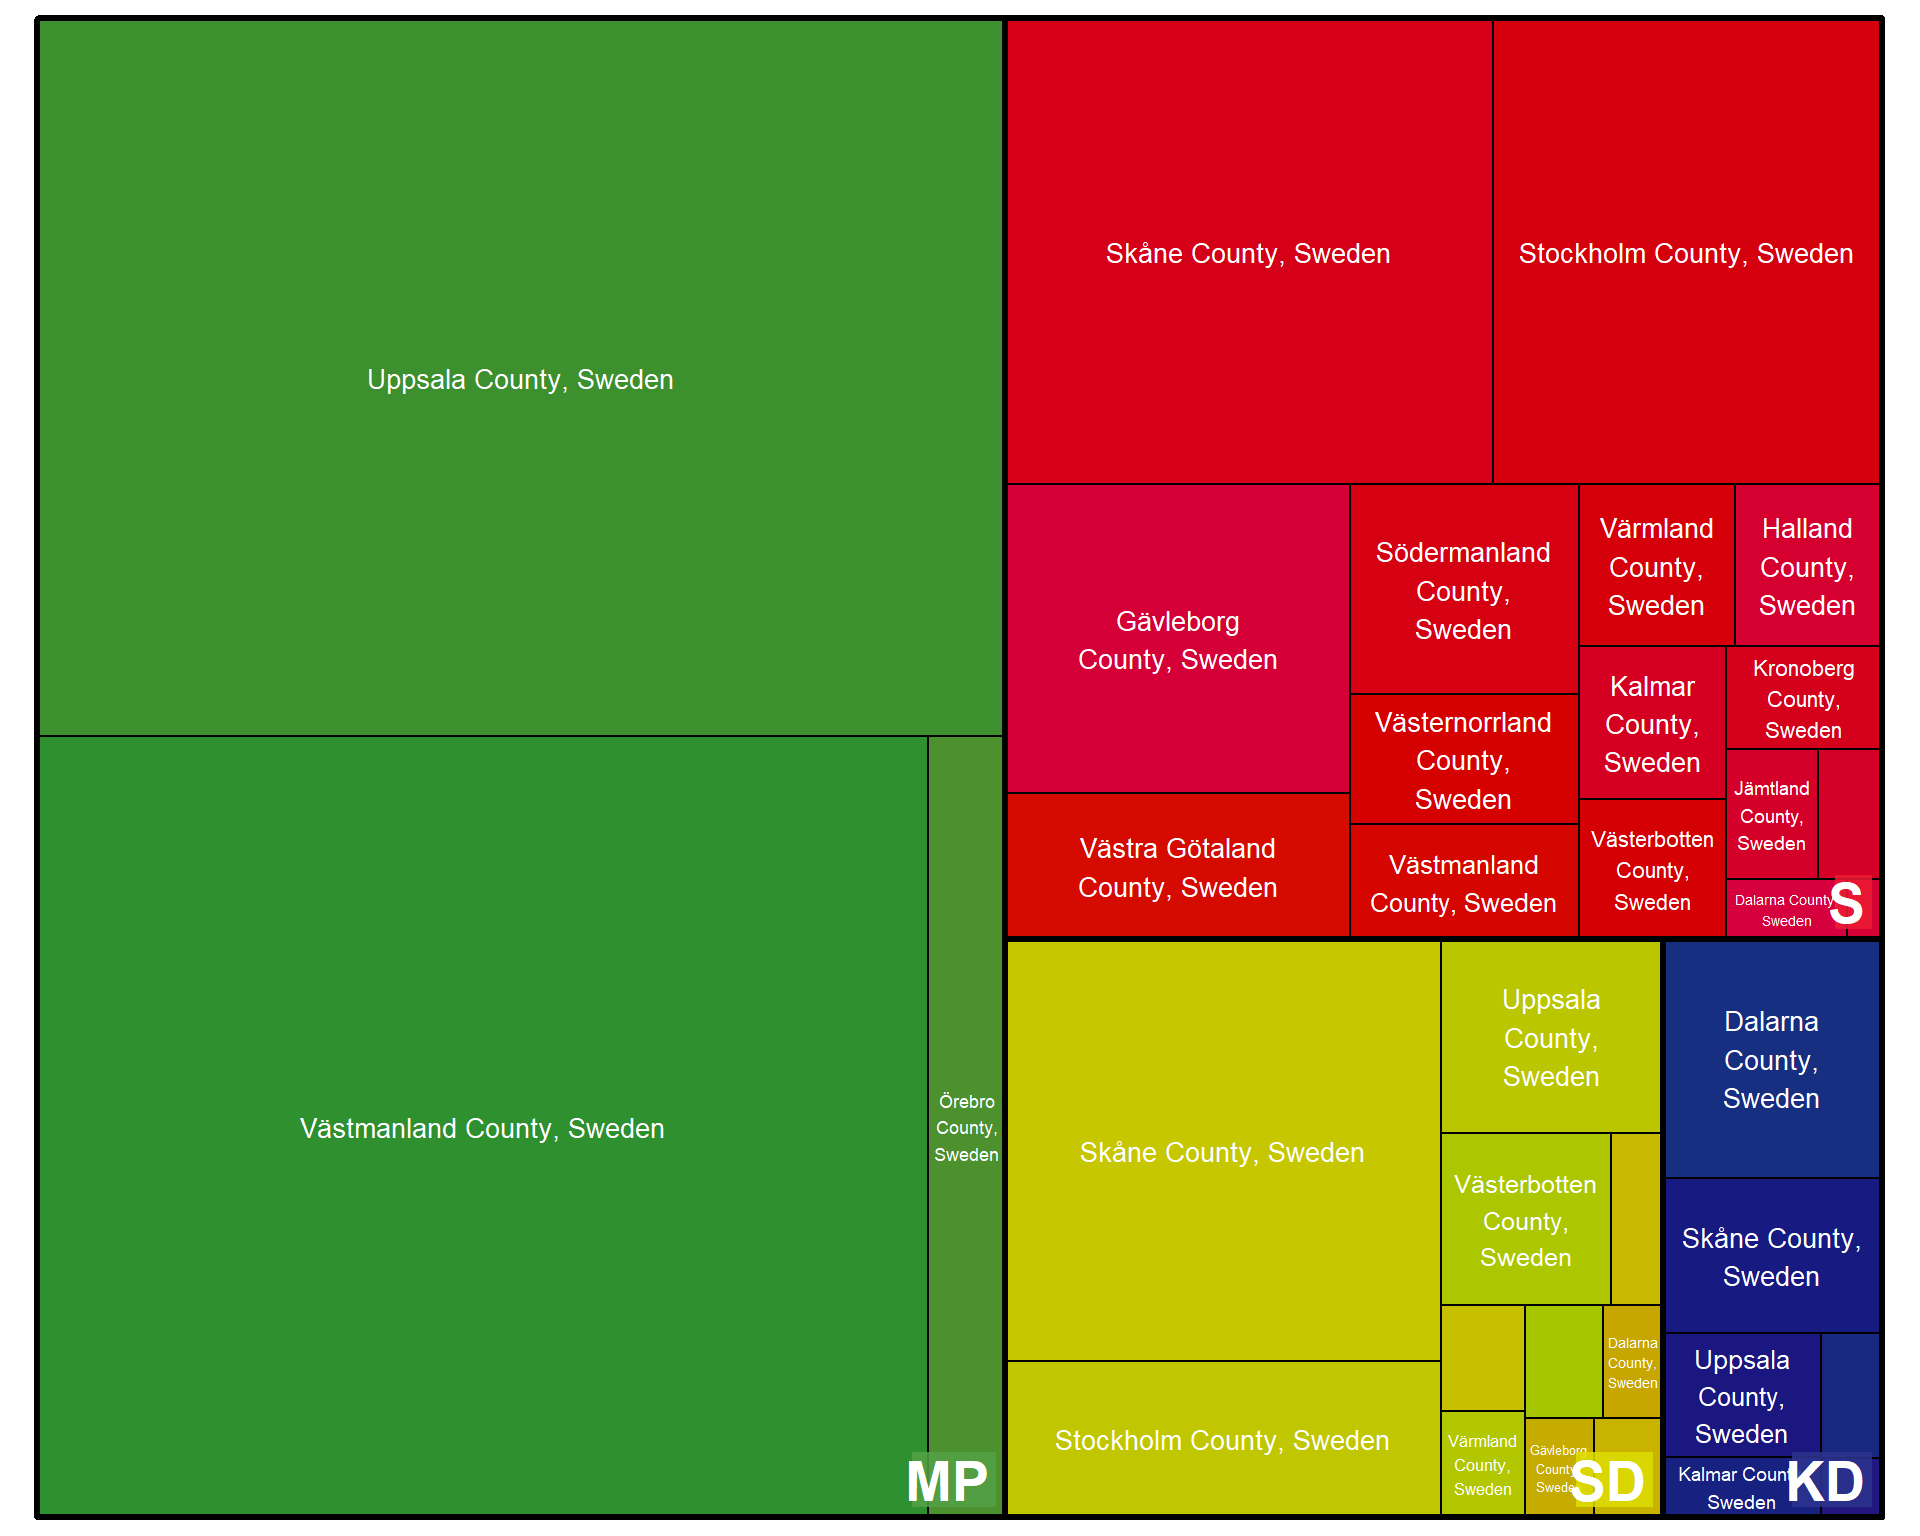 Uppsala County, Sweden
Västmanland County, Sweden
Örebro
County,
Sweden
MP
Skåne County, Sweden
Stockholm County, Sweden
Gävleborg
County, Sweden
Västra Götaland
County, Sweden
Södermanland
County,
Sweden
Västernorrland
County,
Sweden
Västmanland
County, Sweden
Värmland
County,
Sweden
Halland
County,
Sweden
Kalmar
County,
Sweden
Kronoberg
County,
Sweden
Västerbotten
County,
Sweden
Jämtland
County,
Sweden
Dalarna County
Sweden
S
Skåne County, Sweden
Stockholm County, Sweden
Uppsala
County,
Sweden
Västerbotten
County,
Sweden
Dalarna
County,
Sweden
Värmland
County,
Sweden
Gävleborg
County
Swede
SD
Dalarna
County,
Sweden
Skåne County,
Sweden
Uppsala
County,
Sweden
Kalmar Count
Sweden
KD